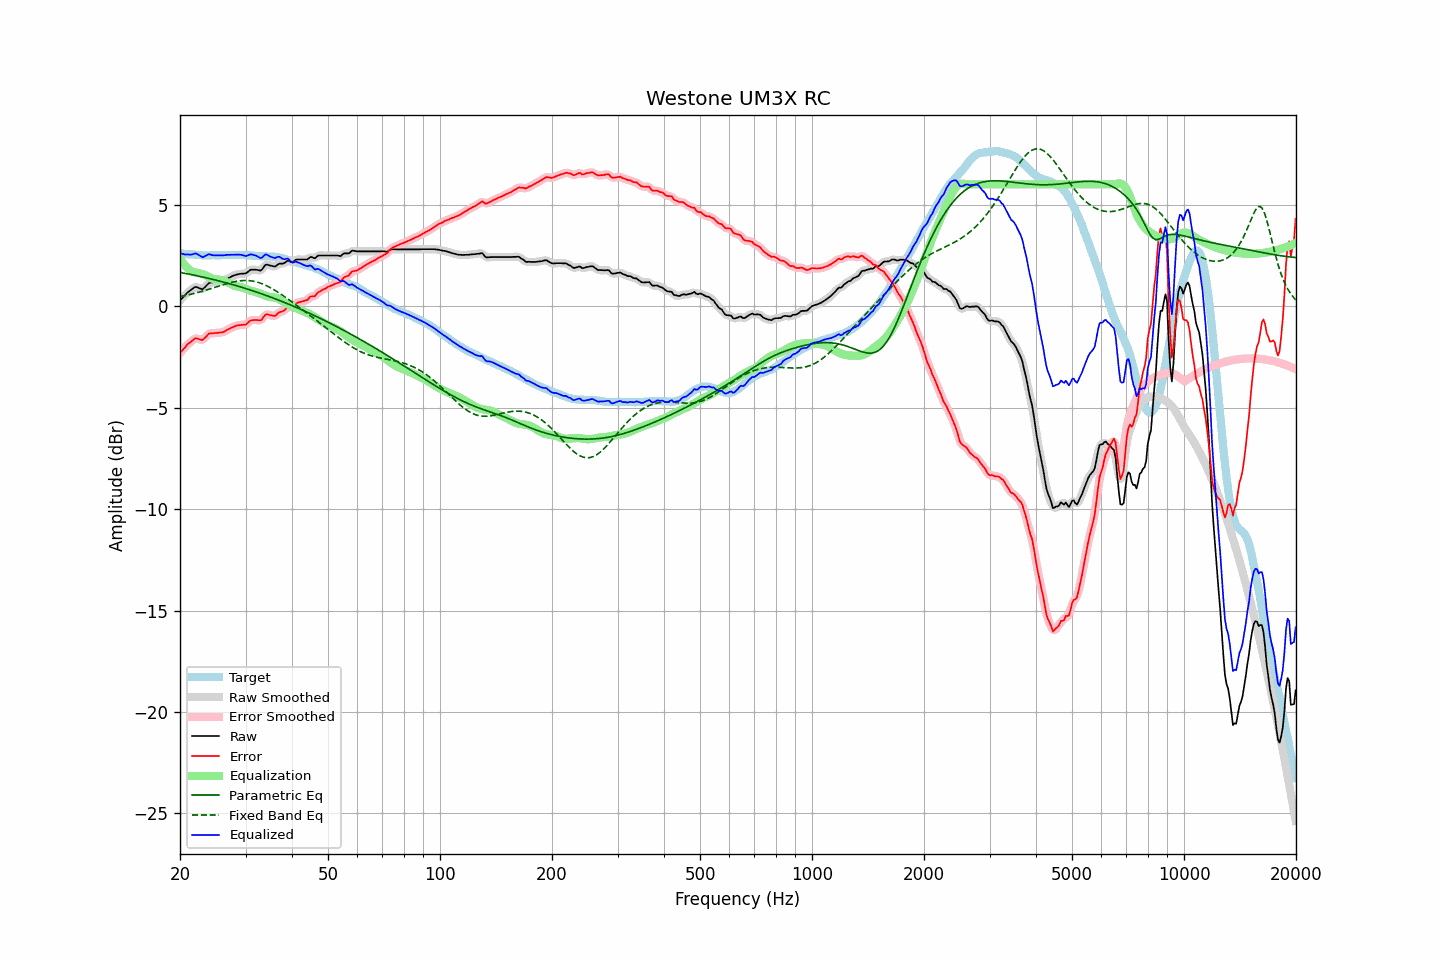 Westone UM3X RC
Amplitude (dBr)
5
0
−5
−10
−15
−20
−25
Target
Raw Smoothed
Error Smoothed
Raw
Error
Equalization
Parametric Eq
Fixed Band Eq
Equalized
20 50 100 200 500 1000 2000 5000 10000 20000
Frequency (Hz)